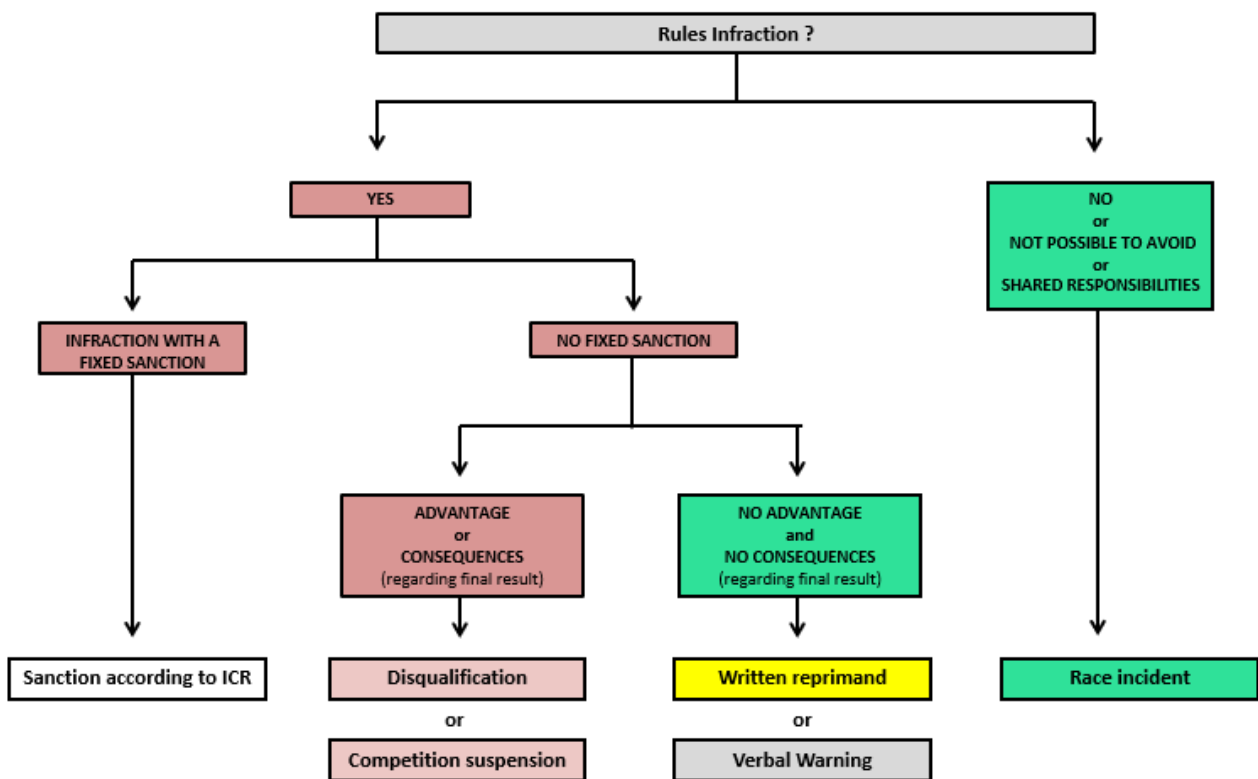 Rules Infraction ?
YES
NO
or
NOT POSSIBLE TO AVOID
or
SHARED RESPONSIBILITIES
INFRACTION WITH A
FIXED SANCTION
NO FIXED SANCTION
ADVANTAGE
or
CONSEQUENCES
(regarding final result)
NO ADVANTAGE
and
NO CONSEQUENCES
(regarding final result)
Sanction according to ICR
Disqualification
or
Competition suspension
Written reprimand
or
Verbal Warning
Race incident